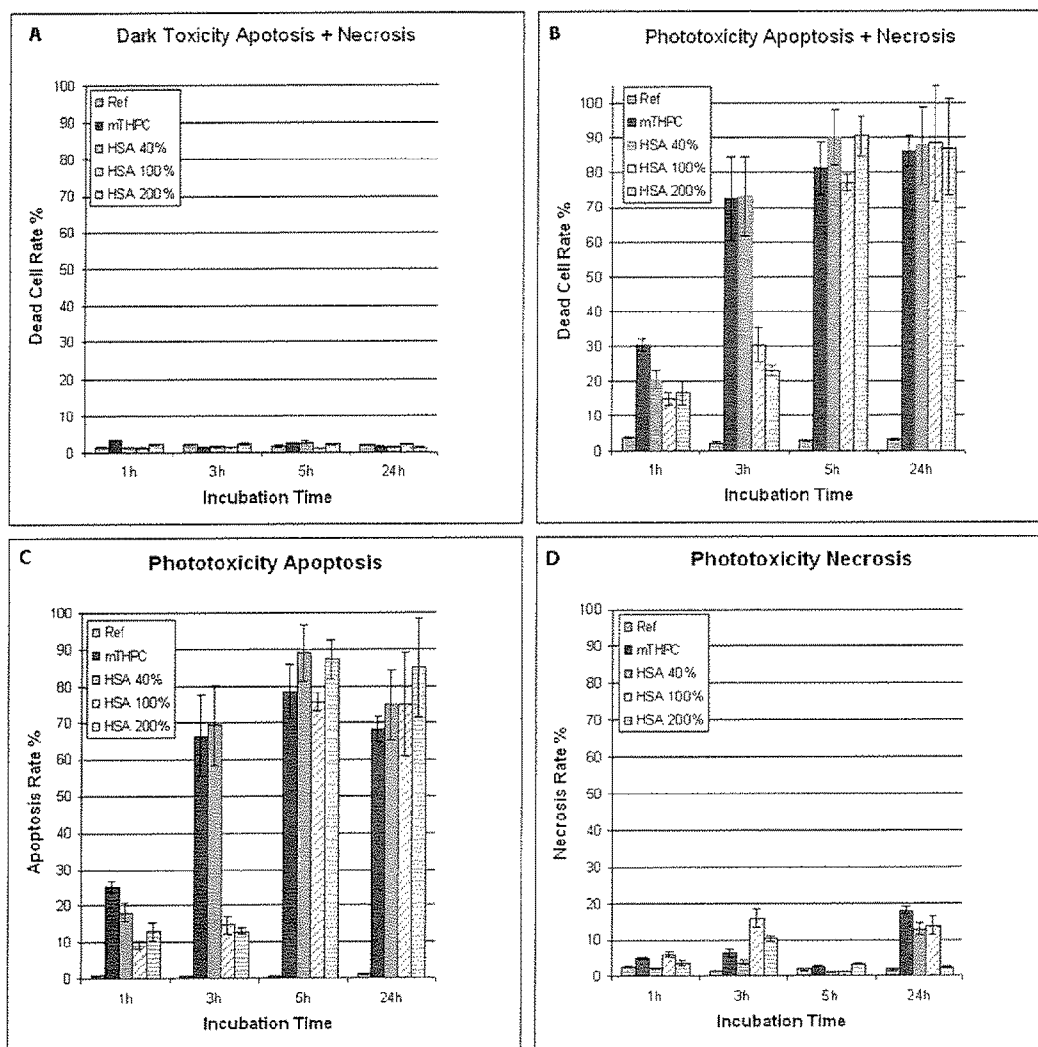 A
Dark Toxicity Apotosis + Necrosis
Dead Cell Rate %
100
90
80
70
60
50
40
30
20
10
0
Ref
mTHPC
HSA 40%
HSA 100%
HSA 200%
1h
3h
5h
24h
Incubation Time
B
Phototoxicity Apoptosis + Necrosis
Dead Cell Rate %
100
90
80
70
60
50
40
30
20
10
0
Ref
mTHPC
HSA 40%
HSA 100%
HSA 200%
1h
3h
5h
24h
Incubation Time
C
Phototoxicity Apoptosis
Apoptosis Rate %
100
90
80
70
60
50
40
30
20
10
0
Ref
mTHPC
HSA 40%
HSA 100%
HSA 200%
1h
3h
5h
24h
Incubation Time
D
Phototoxicity Necrosis
Necrosis Rate %
100
90
80
70
60
50
40
30
20
10
0
Ref
mTHPC
HSA 40%
HSA 100%
HSA 200%
1h
3h
5h
24h
Incubation Time